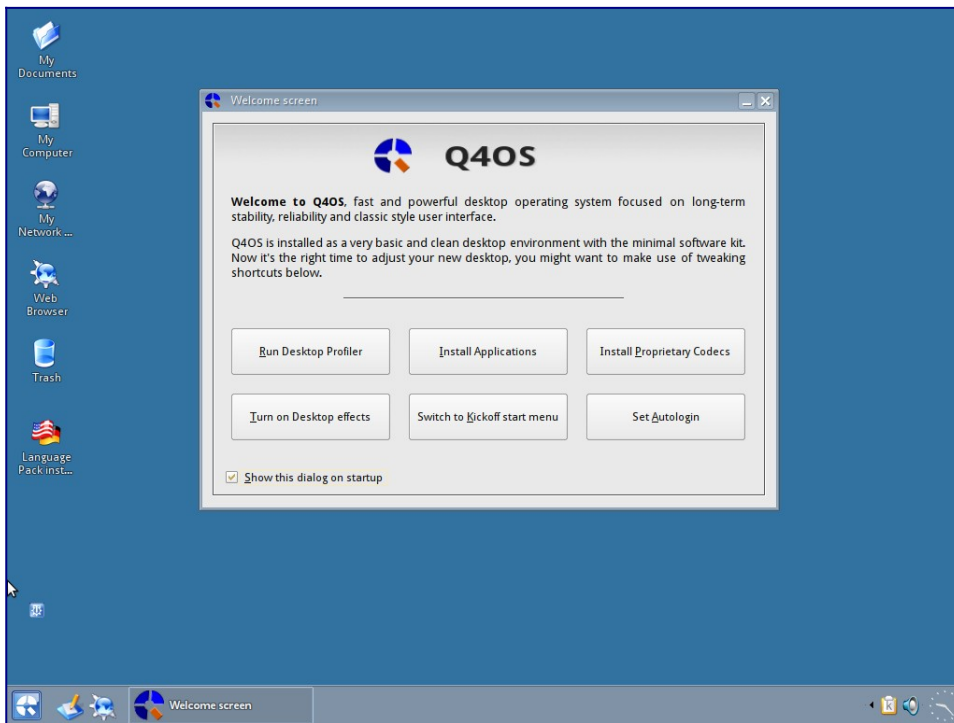 My
Documents
My
Computer
My
Network ...
Web
Browser
Trash
Language
Pack inst...
Welcome screen
Q4OS
Welcome to Q4OS, fast and powerful desktop operating system focused on long-term
stability, reliability and classic style user interface.
Q4OS is installed as a very basic and clean desktop environment with the minimal software kit.
Now it's the right time to adjust your new desktop, you might want to make use of tweaking
shortcuts below.
Run Desktop Profiler
Install Applications
Install Proprietary Codecs
Turn on Desktop effects
Switch to Kickoff start menu
Set Autologin
Show this dialog on startup
Welcome screen
K